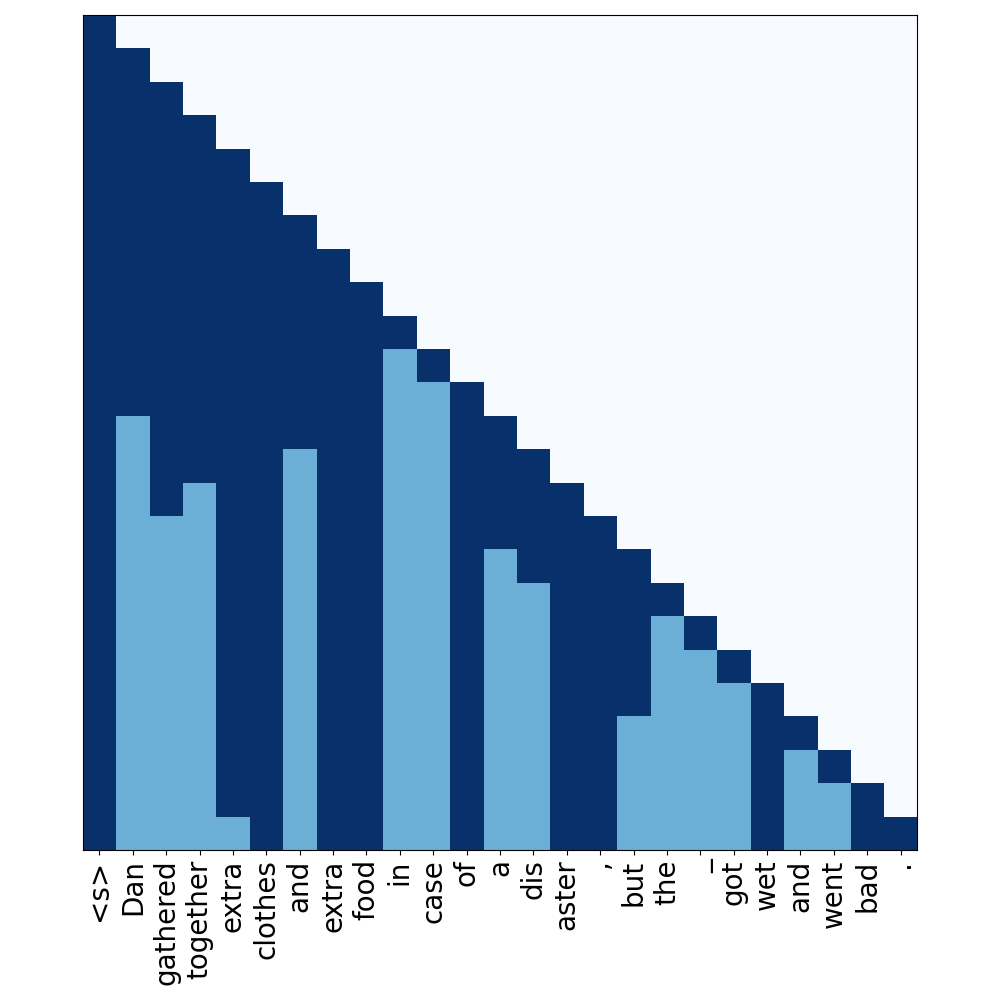 <s>
Dan
gathered
together
extra
clothes
and
extra
food
in
case
of
a
dis
aster
,
but
the
_
got
wet
and
went
bad
.